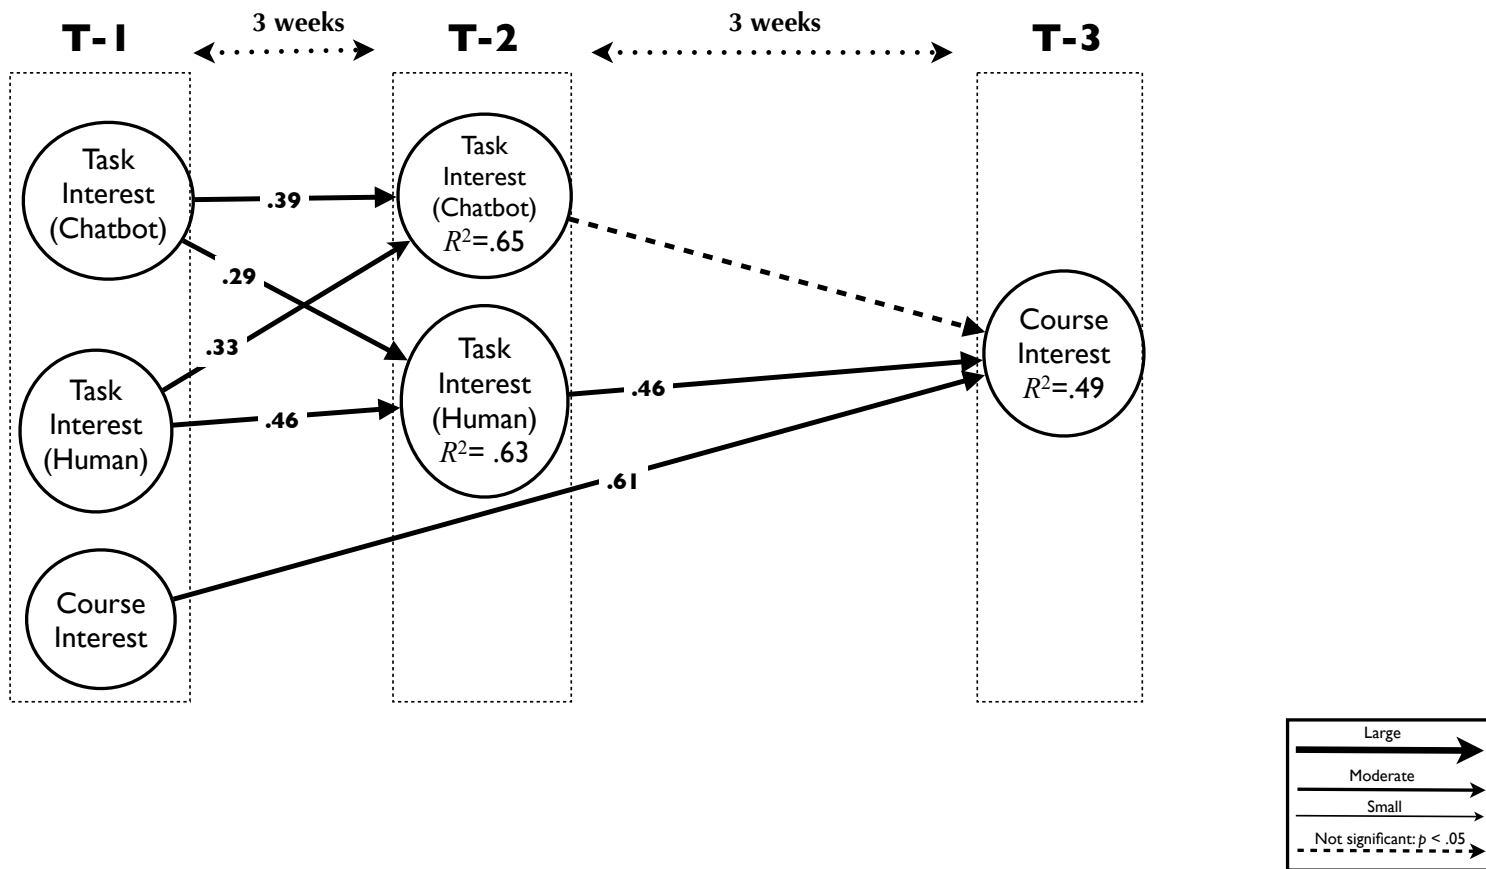 T-1
3 weeks
T-2
3 weeks
T-3
Task
Interest
(Chatbot)
Task
Interest
(Human)
Course
Interest
.39
.29
.33
.46
Task
Interest
(Chatbot)
R²=.65
Task
Interest
(Human)
R²= .63
.46
.61
Course
Interest
R²=.49
Large
Moderate
Small
Not significant: p < .05